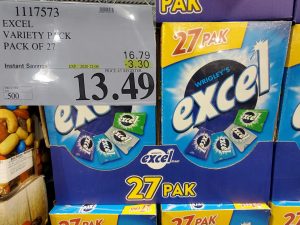 1117573
EXCEL
VARIETY PACK
PACK OF 27
16.79
Instant Savings
-3.30
13.49
.500
27 PAK
27 PAK
WRIGLEY'S
excel
excel
excel
27 PAK
27 PAK